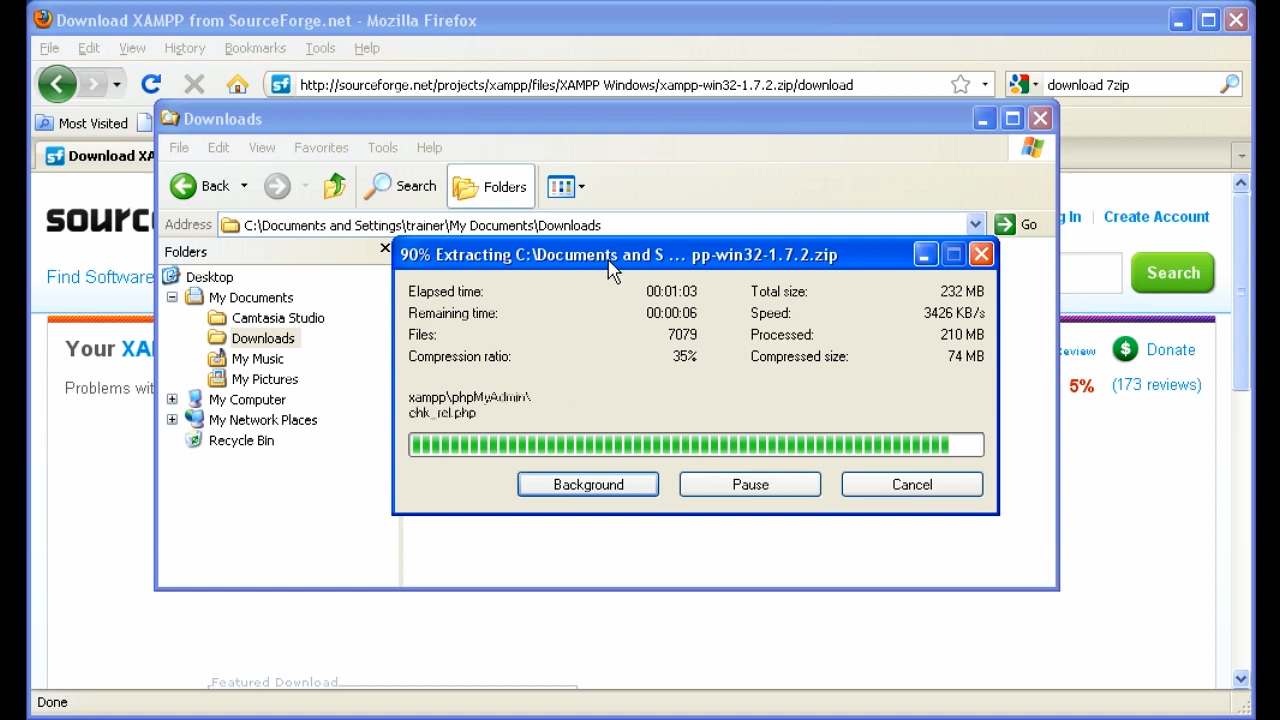 Download XAMPP from SourceForge.net - Mozilla Firefox
File Edit View History Bookmarks Tools Help
http://sourceforge.net/projects/xampp/files/XAMPP Windows/xampp-win32-1.7.2.zip/download
download 7zip
Most Visited
Downloads
sf Download XA
File Edit View Favorites Tools Help
Back Search Folders
Address C:\Documents and Settings\trainer\My Documents\Downloads Go
Create Account
Folders
90% Extracting C:\Documents and S ... pp-win32-1.7.2.zip
Find Software
Search
Desktop
My Documents
Camtasia Studio
Downloads
My Music
My Pictures
My Computer
My Network Places
Recycle Bin
Elapsed time: 00:01:03 Total size: 232 MB
Remaining time: 00:00:06 Speed: 3426 KB/s
Files: 7079 Processed: 210 MB
Compression ratio: 35% Compressed size: 74 MB
xampp\phpMyAdmin\
chk_rel.php
Background Pause Cancel
Your XA
Problems wit
eview $ Donate
5% (173 reviews)
Featured Download
Done